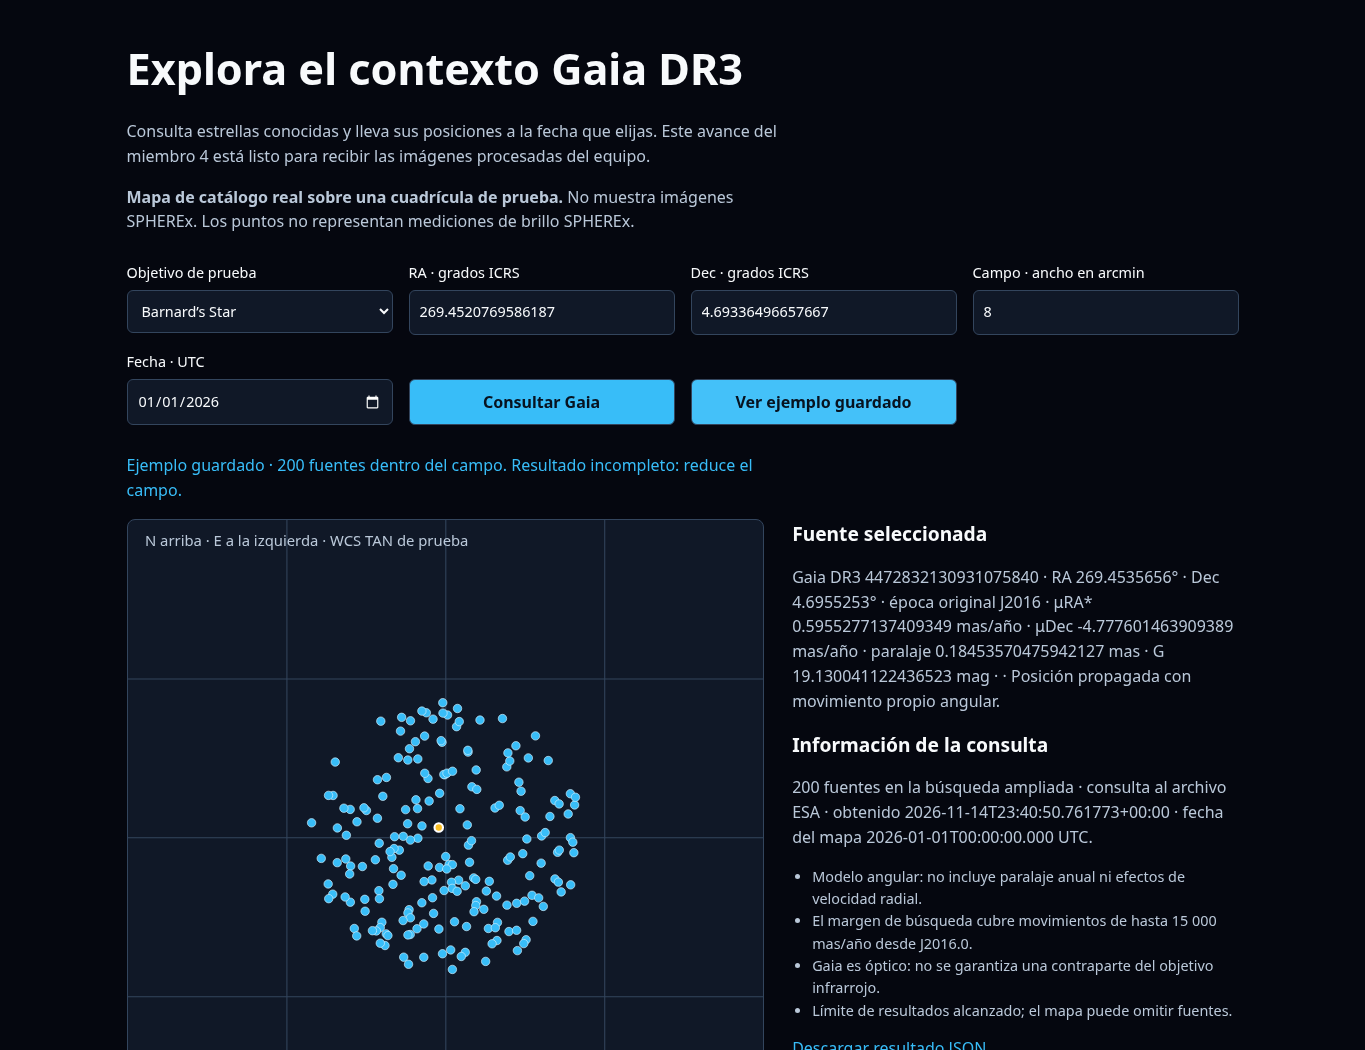 Explora el contexto Gaia DR3
Consulta estrellas conocidas y lleva sus posiciones a la fecha que elijas. Este avance del
miembro 4 está listo para recibir las imágenes procesadas del equipo.
Mapa de catálogo real sobre una cuadrícula de prueba. No muestra imágenes
SPHEREx. Los puntos no representan mediciones de brillo SPHEREx.
Objetivo de prueba
RA · grados ICRS
Dec · grados ICRS
Campo · ancho en arcmin
Barnard’s Star
269.4520769586187
4.69336496657667
8
Fecha · UTC
01/01/2026
Consultar Gaia
Ver ejemplo guardado
Ejemplo guardado · 200 fuentes dentro del campo. Resultado incompleto: reduce el
campo.
N arriba · E a la izquierda · WCS TAN de prueba
Fuente seleccionada
Gaia DR3 4472832130931075840 · RA 269.4535656° · Dec
4.6955253° · época original J2016 · μRA*
0.5955277137409349 mas/año · μDec -4.777601463909389
mas/año · paralaje 0.18453570475942127 mas · G
19.130041122436523 mag · · Posición propagada con
movimiento propio angular.
Información de la consulta
200 fuentes en la búsqueda ampliada · consulta al archivo
ESA · obtenido 2026-11-14T23:40:50.761773+00:00 · fecha
del mapa 2026-01-01T00:00:00.000 UTC.
• Modelo angular: no incluye paralaje anual ni efectos de
velocidad radial.
• El margen de búsqueda cubre movimientos de hasta 15 000
mas/año desde J2016.0.
• Gaia es óptico: no se garantiza una contraparte del objetivo
infrarrojo.
• Límite de resultados alcanzado; el mapa puede omitir fuentes.
Descargar resultado JSON